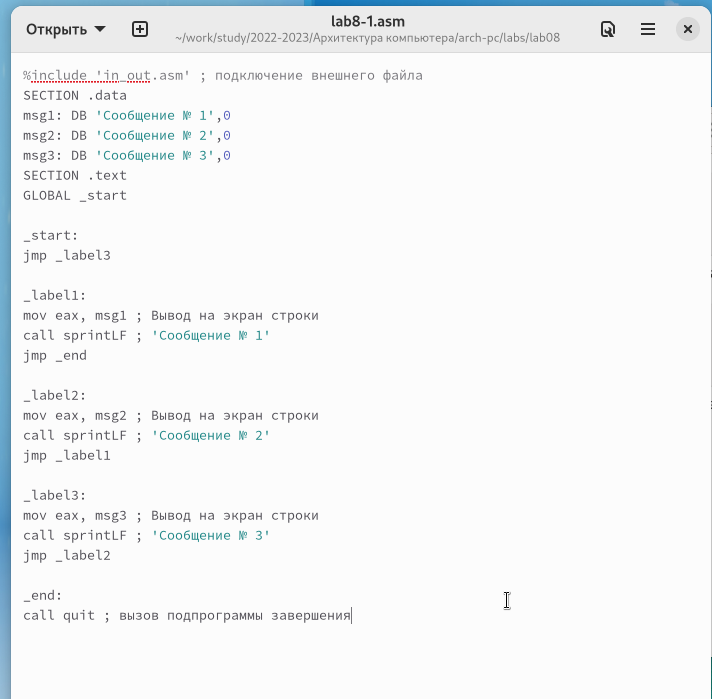 Открыть
lab8-1.asm
~/work/study/2022-2023/Архитектура компьютера/arch-pc/labs/lab08
%include 'in_out.asm' ; подключение внешнего файла
SECTION .data
msg1: DB 'Сообщение № 1',0
msg2: DB 'Сообщение № 2',0
msg3: DB 'Сообщение № 3',0
SECTION .text
GLOBAL _start
_start:
jmp _label3
_label1:
mov eax, msg1 ; Вывод на экран строки
call sprintLF ; 'Сообщение № 1'
jmp _end
_label2:
mov eax, msg2 ; Вывод на экран строки
call sprintLF ; 'Сообщение № 2'
jmp _label1
_label3:
mov eax, msg3 ; Вывод на экран строки
call sprintLF ; 'Сообщение № 3'
jmp _label2
_end:
call quit ; вызов подпрограммы завершения